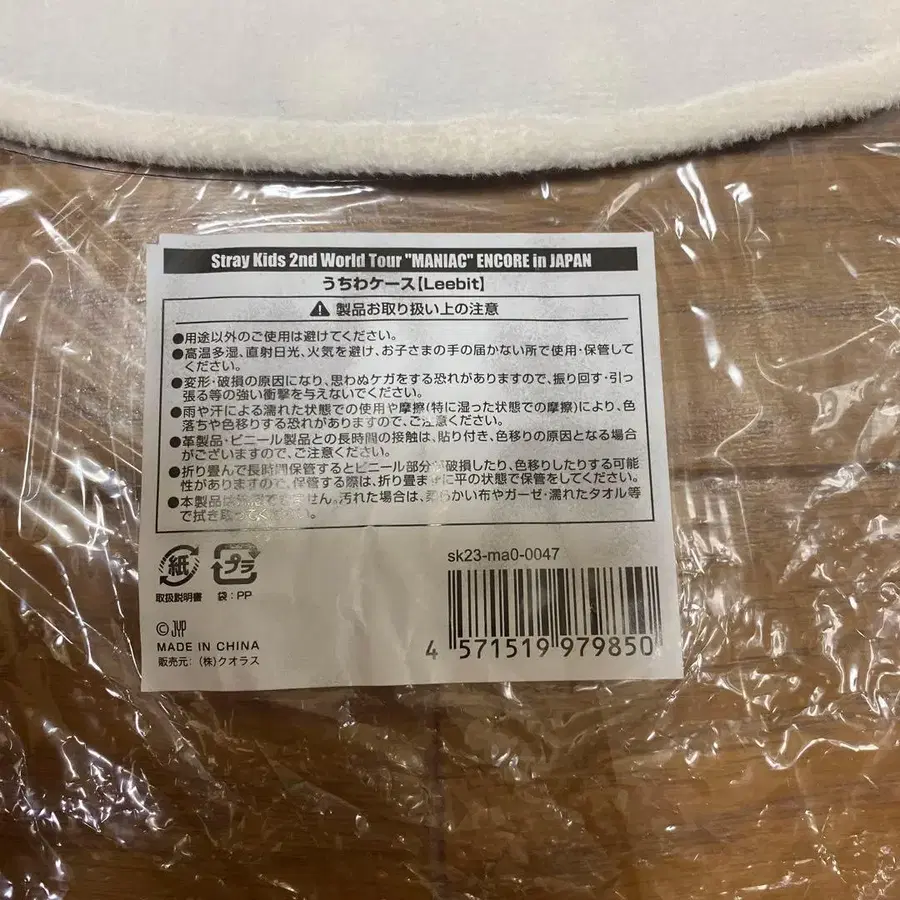 Stray Kids 2nd World Tour "MANIAC" ENCORE in JAPAN
うちわケース【Leebit】
製品お取り扱い上の注意
●用途以外のご使用は避けてください。
●高温多湿、直射日光、火気を避け、お子さまの手の届かない所で使用・保管して
ください。
●変形・破損の原因になり、思わぬケガをする恐れがありますので、振り回す・引っ
張る等の強い衝撃を与えないでください。
●雨や汗による濡れた状態での使用や摩擦(特に湿った状態での摩擦)により、色
落ちや色移りする恐れがありますので、ご注意ください。
●革製品・ビニール製品との長時間の接触は、貼り付き、色移りの原因となる場合
がございますので、ご注意ください。
●折り畳んで長時間保管するとビニール部分が破損したり、色移りしたりする可能
性がありますので、保管する際は、折り畳まずに平の状態で保管をしてください。
●本製品は できません。汚れた場合は、柔らかい布やガーゼ・濡れたタオル等
で拭き取 ください。
紙
プラ
取扱説明書
袋:PP
sk23-ma0-0047
©JYP
MADE IN CHINA
販売元:(株)クオラス
4 571519 979850